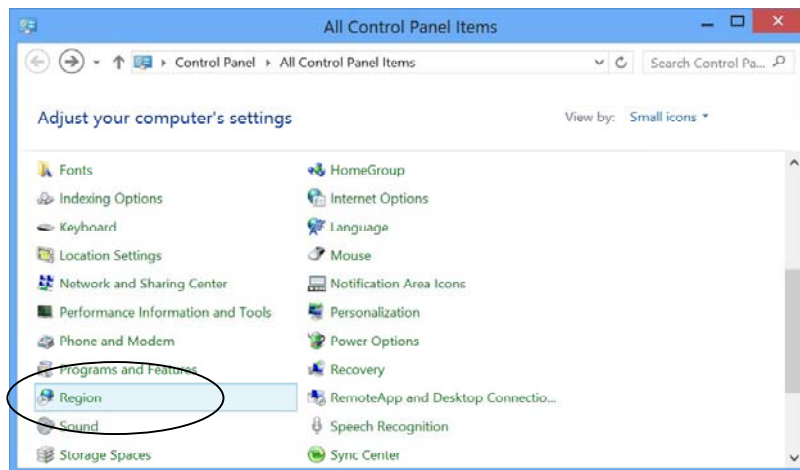 All Control Panel Items
Control Panel All Control Panel Items Search Control Pa...
Adjust your computer's settings View by: Small icons
Fonts HomeGroup
Indexing Options Internet Options
Keyboard Language
Location Settings Mouse
Network and Sharing Center Notification Area Icons
Performance Information and Tools Personalization
Phone and Modem Power Options
Programs and Features Recovery
Region RemoteApp and Desktop Connectio...
Sound Speech Recognition
Storage Spaces Sync Center